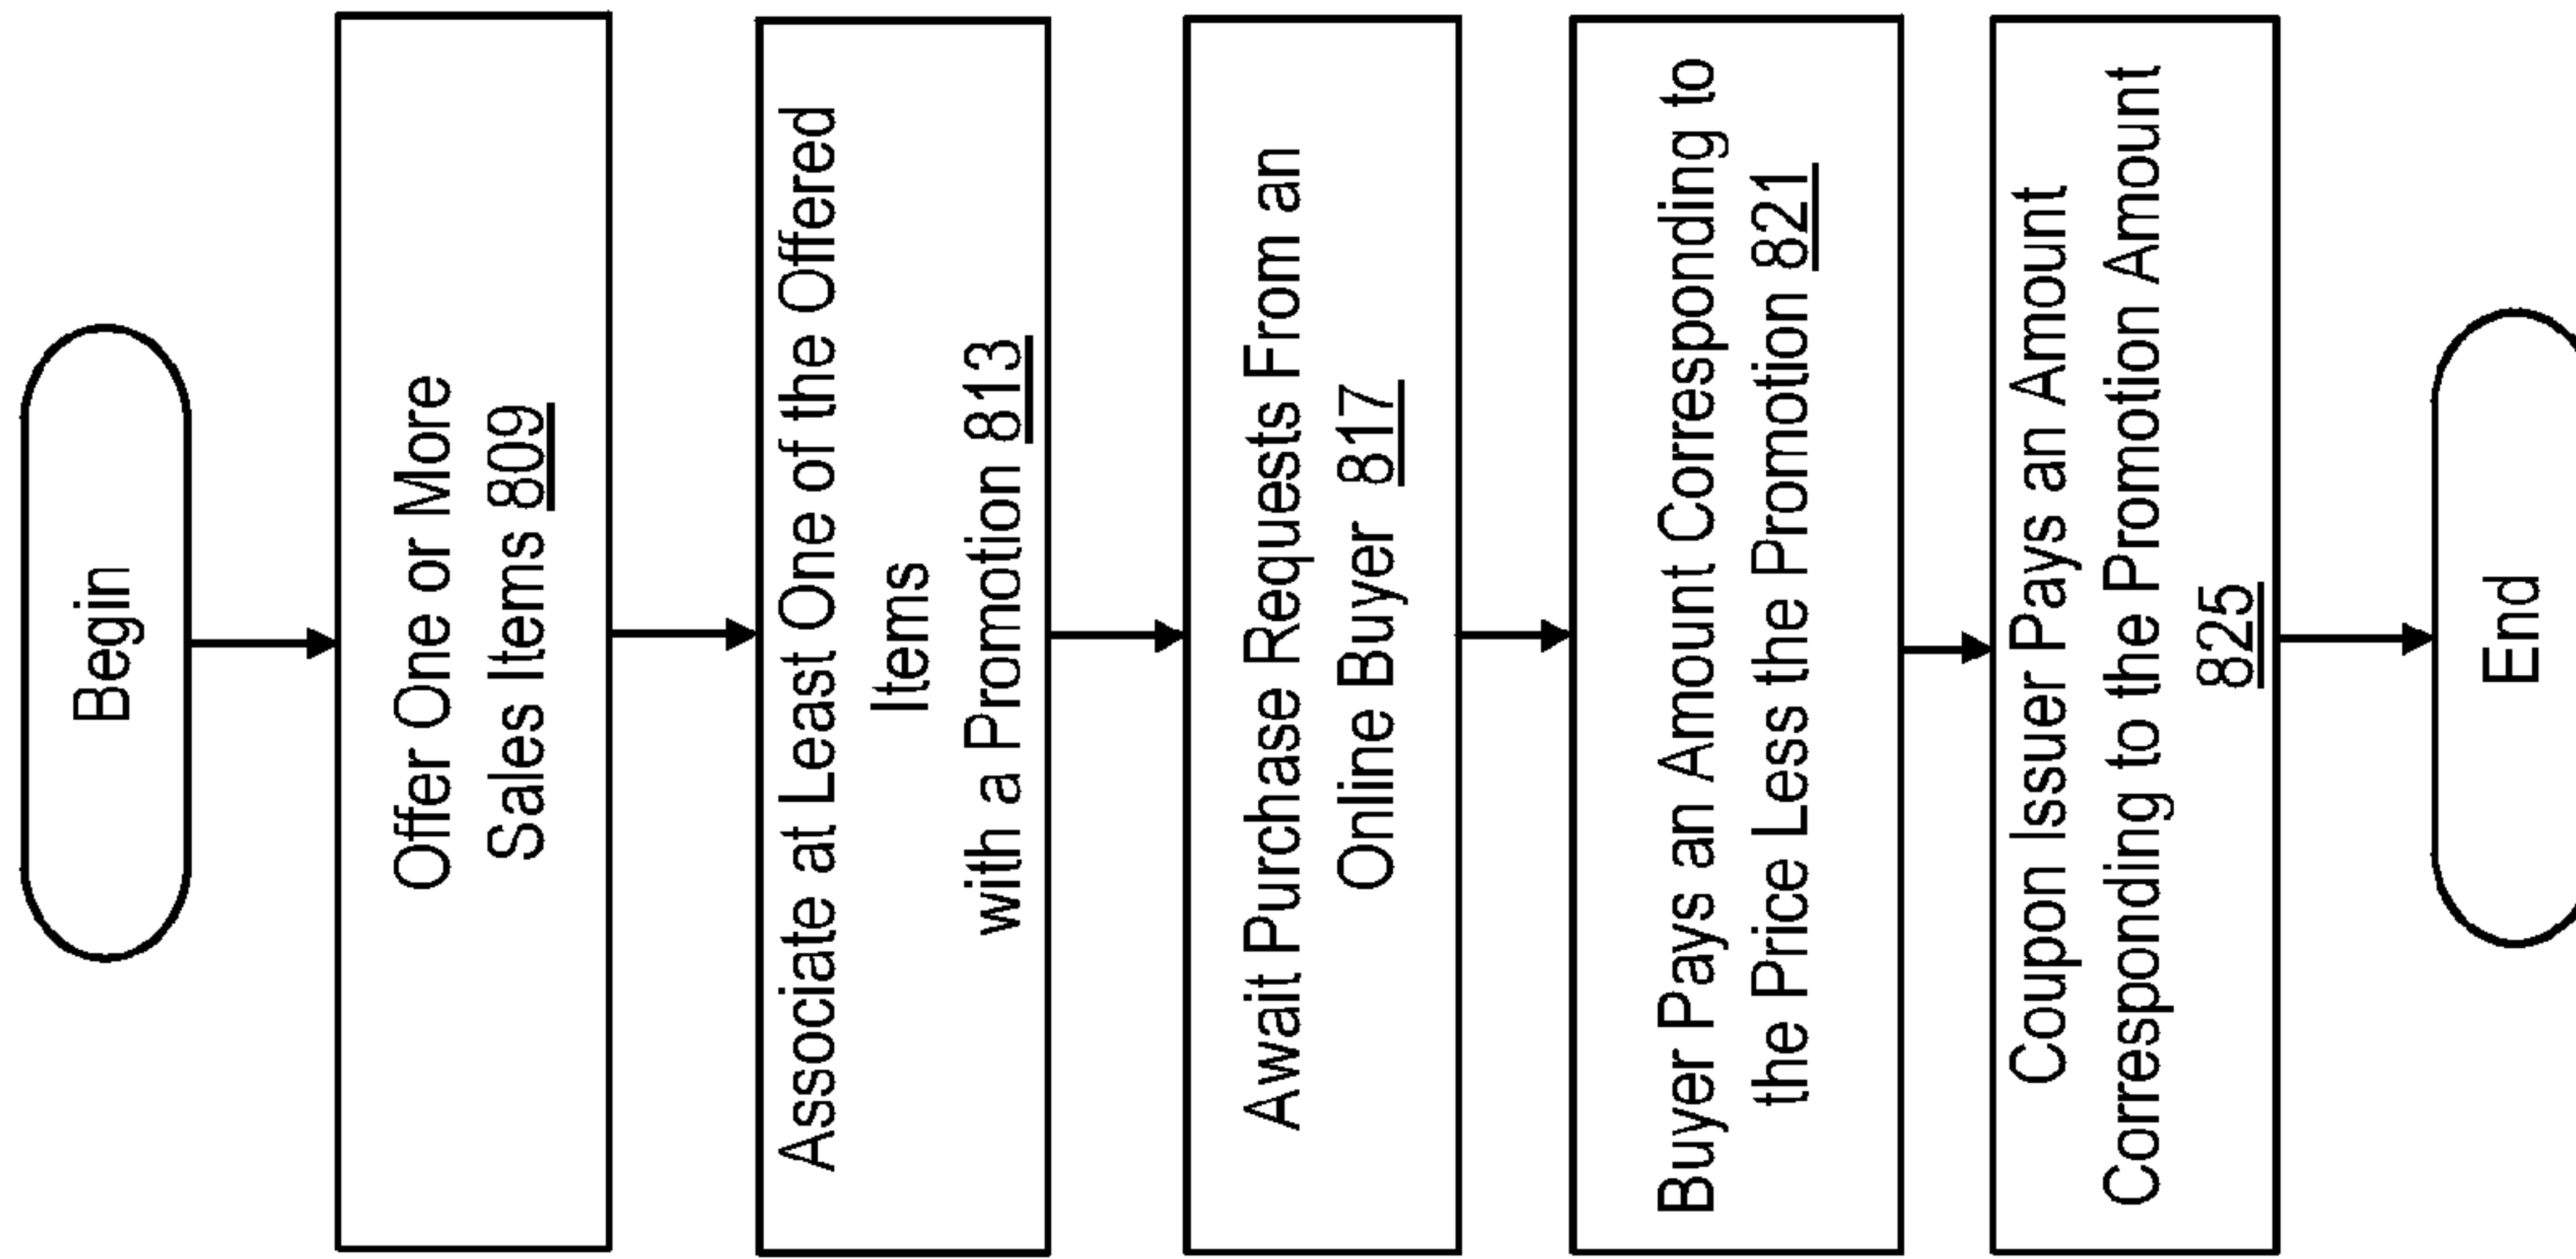 Begin
Offer One or More
Sales Items 809
Associate at Least One of the Offered
Items
with a Promotion 813
Await Purchase Requests From an
Online Buyer 817
Buyer Pays an Amount Corresponding to
the Price Less the Promotion 821
Coupon Issuer Pays an Amount
Corresponding to the Promotion Amount
825
End